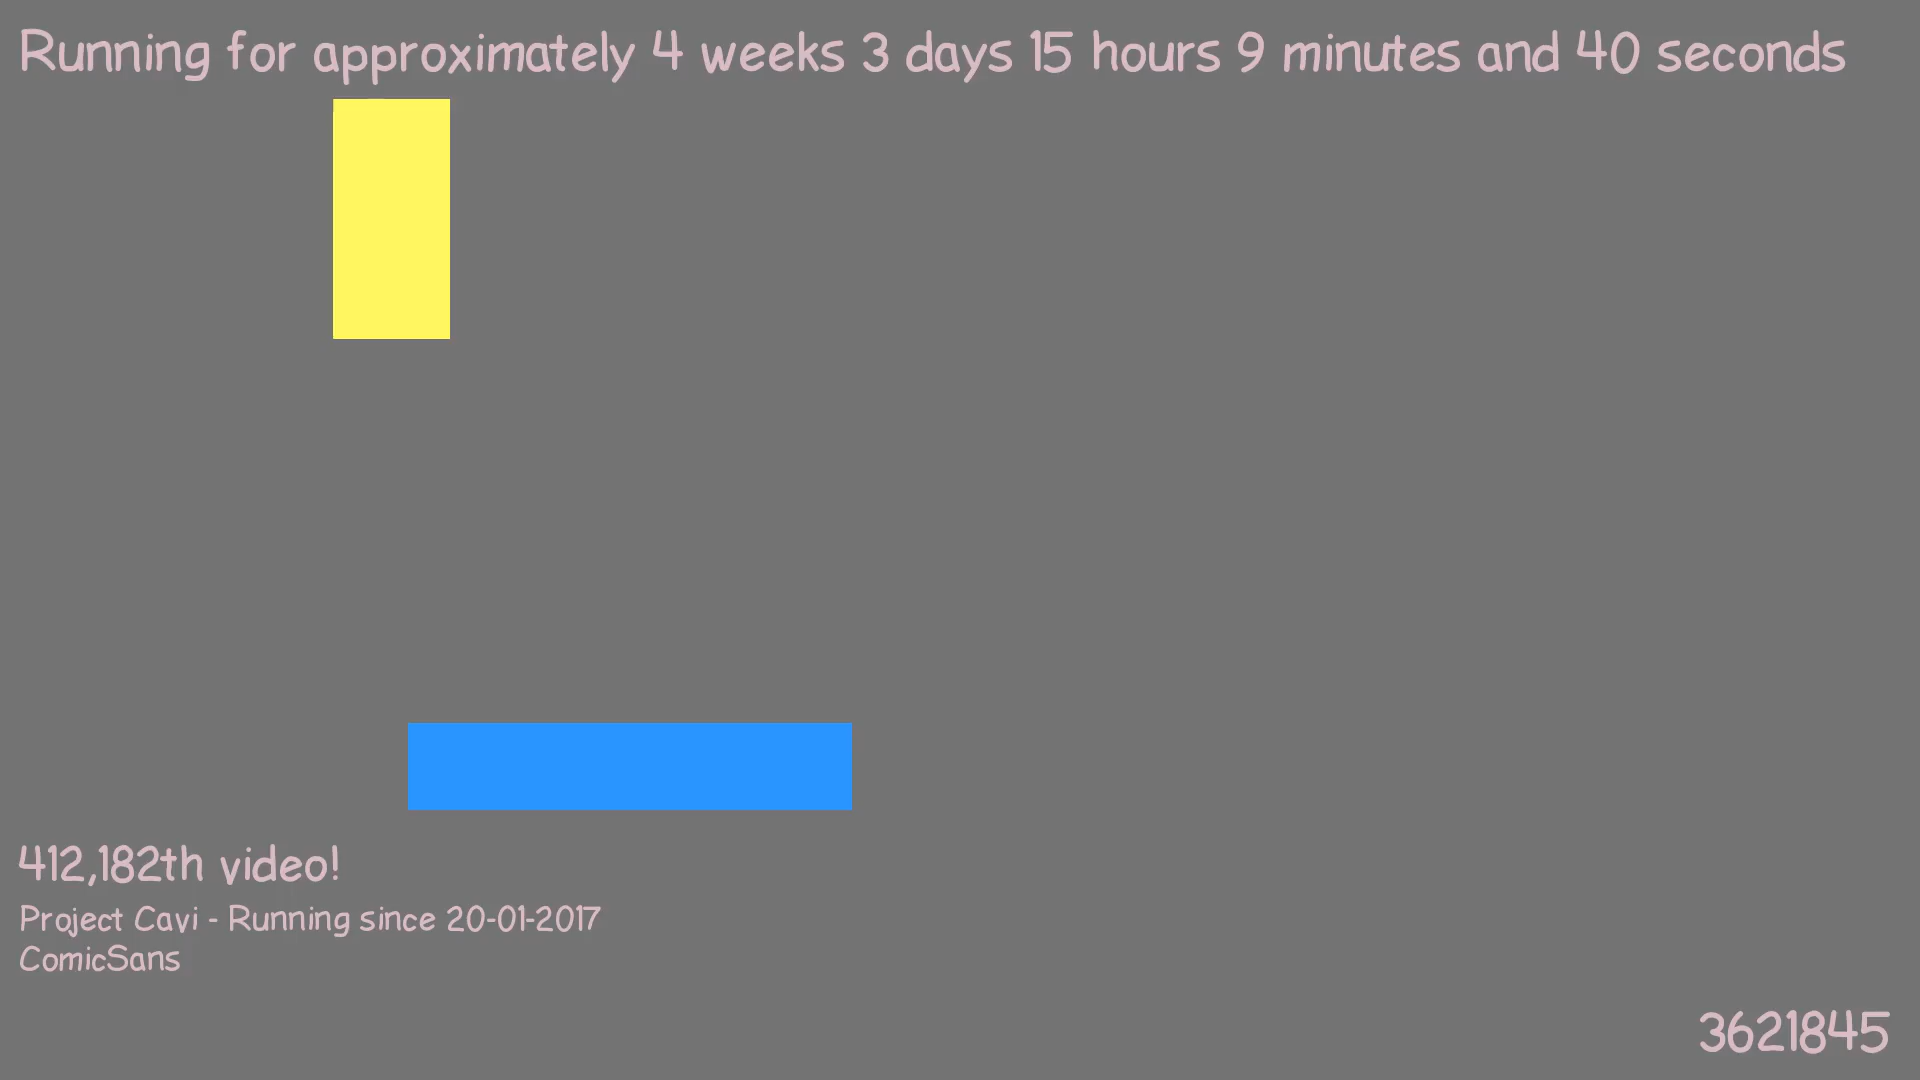 Running for approximately 4 weeks 3 days 15 hours 9 minutes and 40 seconds
412,182th video!
Project Cavi - Running since 20-01-2017
ComicSans
3621845